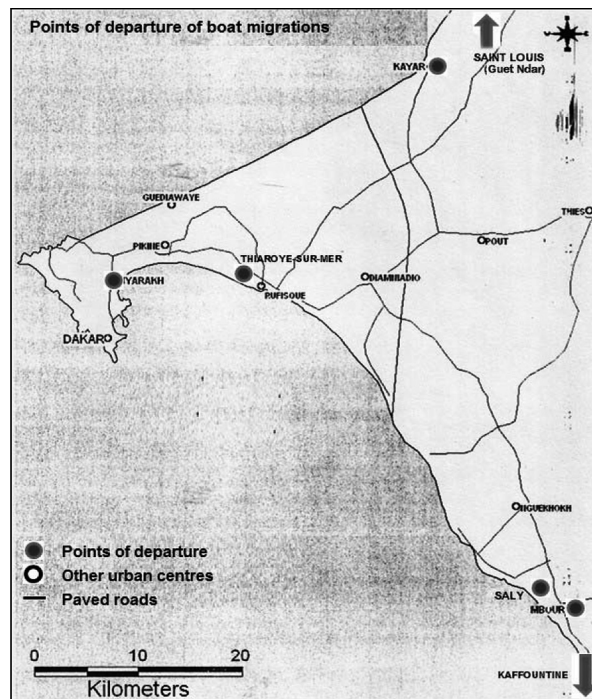 Points of departure of boat migrations
SAINT LOUIS
(Guet Ndar)
KAYAR
GUEDIAWAYE
THIES
PIKINE
POUT
THIAROYE-SUR-MER
DIAMNIADIO
YARAKH
RUFISQUE
DAKAR
NGUEKHOKH
Points of departure
Other urban centres
Paved roads
SALY
MBOUR
0 10 20
Kilometers
KAFFOUNTINE